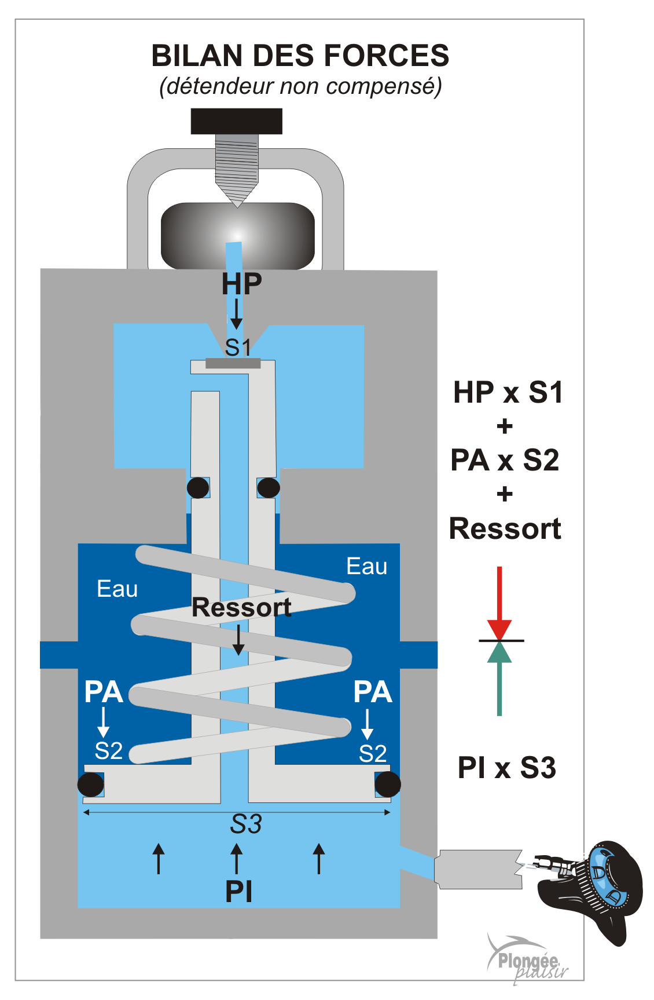 BILAN DES FORCES
(détendeur non compensé)
HP
S1
HP x S1
+
PA x S2
+
Ressort
Eau
Eau
Ressort
PA
PA
S2
S2
PI x S3
S3
PI
D
D
Plongée
plaisir